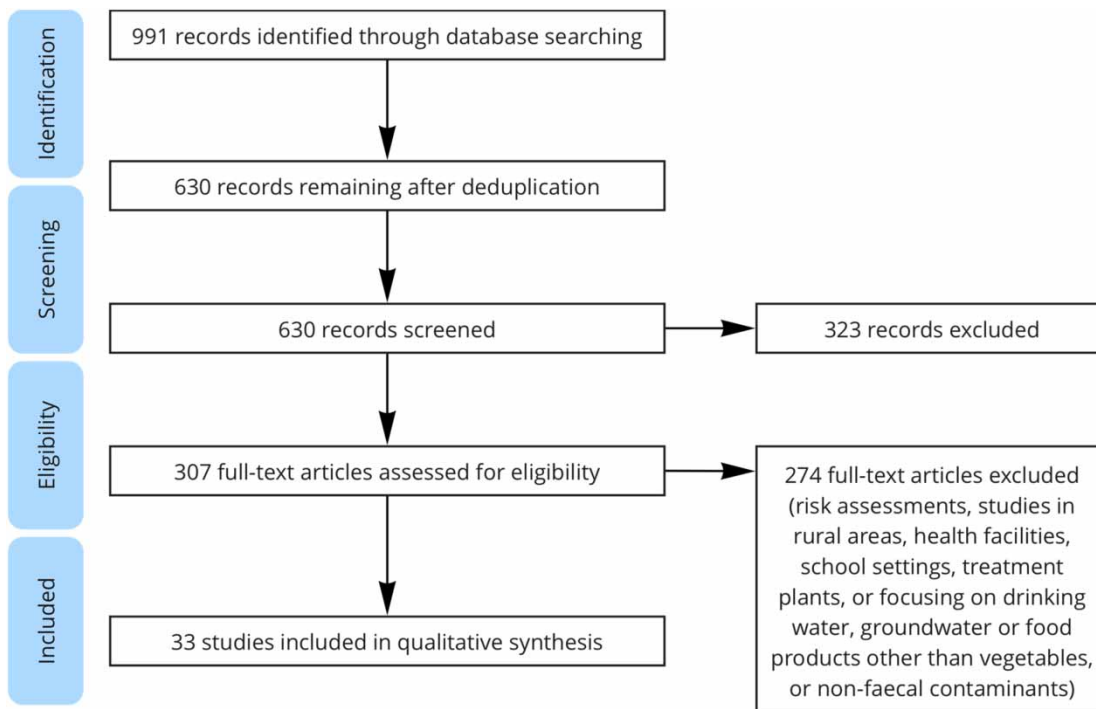 Identification
991 records identified through database searching
630 records remaining after deduplication
Screening
630 records screened
323 records excluded
Eligibility
307 full-text articles assessed for eligibility
274 full-text articles excluded
(risk assessments, studies in
rural areas, health facilities,
school settings, treatment
plants, or focusing on drinking
water, groundwater or food
products other than vegetables,
or non-faecal contaminants)
Included
33 studies included in qualitative synthesis